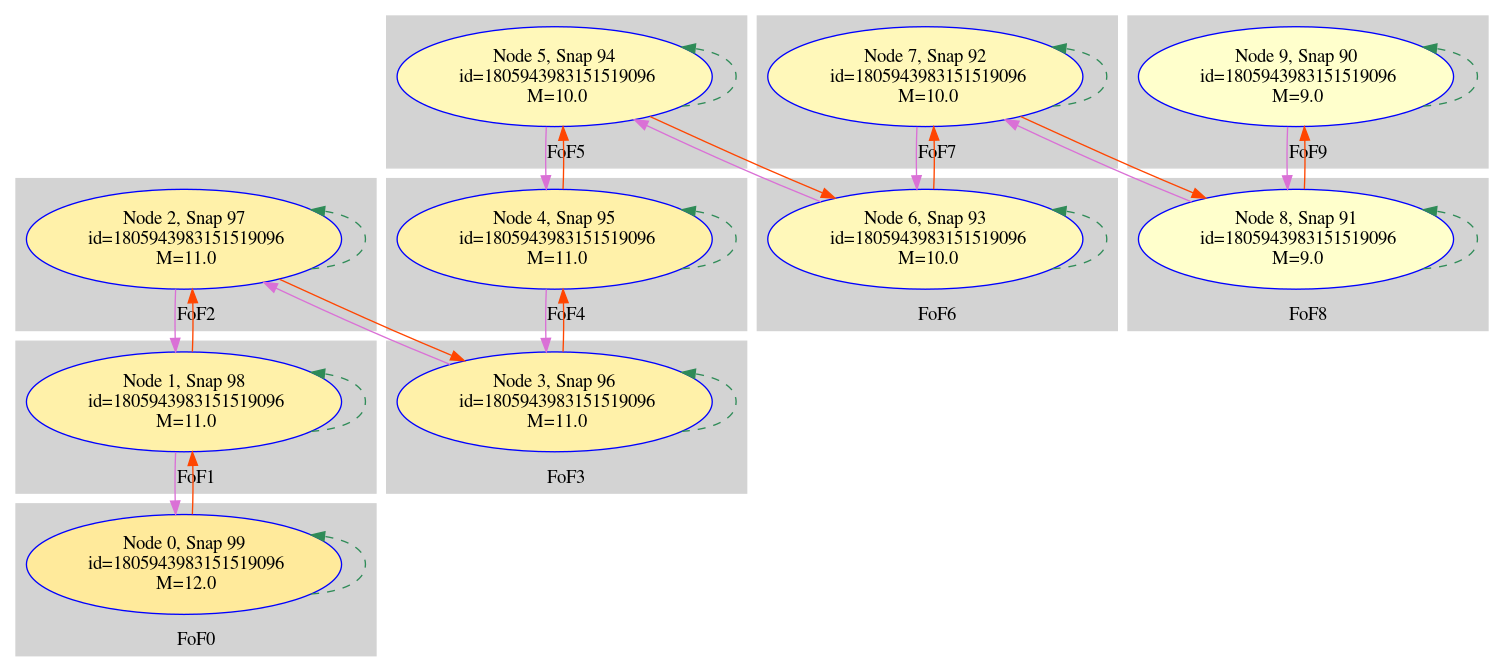 Node 5, Snap 94
id=1805943983151519096
M=10.0
FoF5
Node 7, Snap 92
id=1805943983151519096
M=10.0
FoF7
Node 9, Snap 90
id=1805943983151519096
M=9.0
FoF9
Node 2, Snap 97
id=1805943983151519096
M=11.0
FoF2
Node 4, Snap 95
id=1805943983151519096
M=11.0
FoF4
Node 6, Snap 93
id=1805943983151519096
M=10.0
FoF6
Node 8, Snap 91
id=1805943983151519096
M=9.0
FoF8
Node 1, Snap 98
id=1805943983151519096
M=11.0
FoF1
Node 3, Snap 96
id=1805943983151519096
M=11.0
FoF3
Node 0, Snap 99
id=1805943983151519096
M=12.0
FoF0